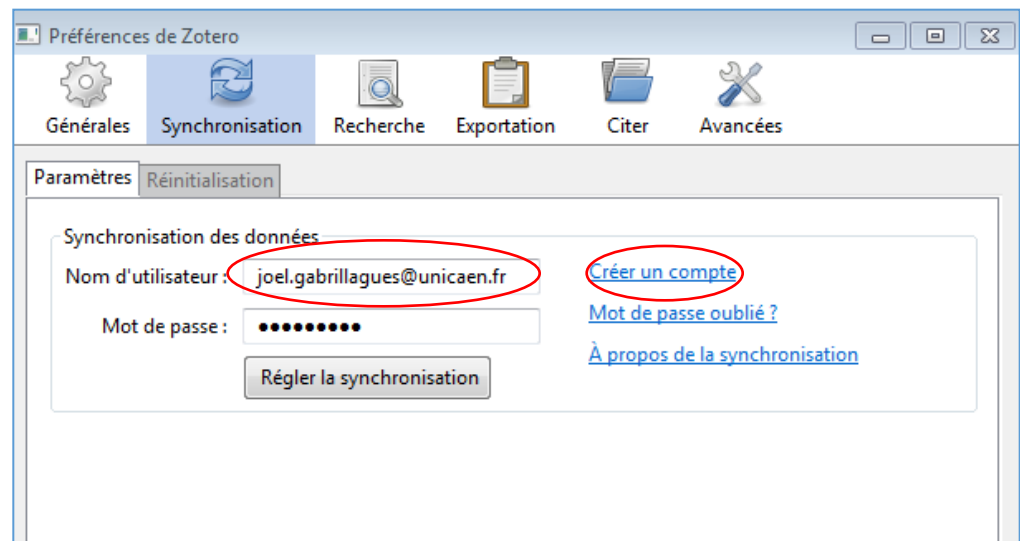 Préférences de Zotero
Générales Synchronisation Recherche Exportation Citer Avancées
Paramètres Réinitialisation
Synchronisation des données
Nom d'utilisateur : joel.gabrillagues@unicaen.fr Créer un compte
Mot de passe oublié ?
Mot de passe : •••••••••
À propos de la synchronisation
Régler la synchronisation